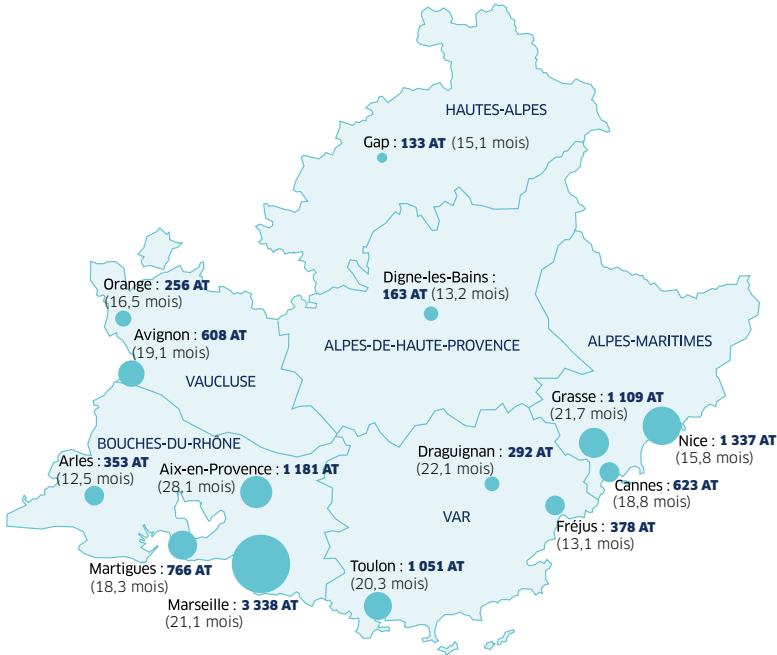 HAUTES-ALPES
Gap : 133 AT (15,1 mois)
Orange : 256 AT
(16,5 mois)
Digne-les-Bains :
163 AT (13,2 mois)
Avignon : 608 AT
(19,1 mois)
ALPES-DE-HAUTE-PROVENCE
ALPES-MARITIMES
VAUCLUSE
Grasse : 1 109 AT
(21,7 mois)
BOUCHES-DU-RHÔNE
Nice : 1 337 AT
(15,8 mois)
Arles : 353 AT
(12,5 mois)
Aix-en-Provence : 1 181 AT
(28,1 mois)
Draguignan : 292 AT
(22,1 mois)
Cannes : 623 AT
(18,8 mois)
VAR
Fréjus : 378 AT
(13,1 mois)
Martigues : 766 AT
(18,3 mois)
Toulon : 1 051 AT
(20,3 mois)
Marseille : 3 338 AT
(21,1 mois)